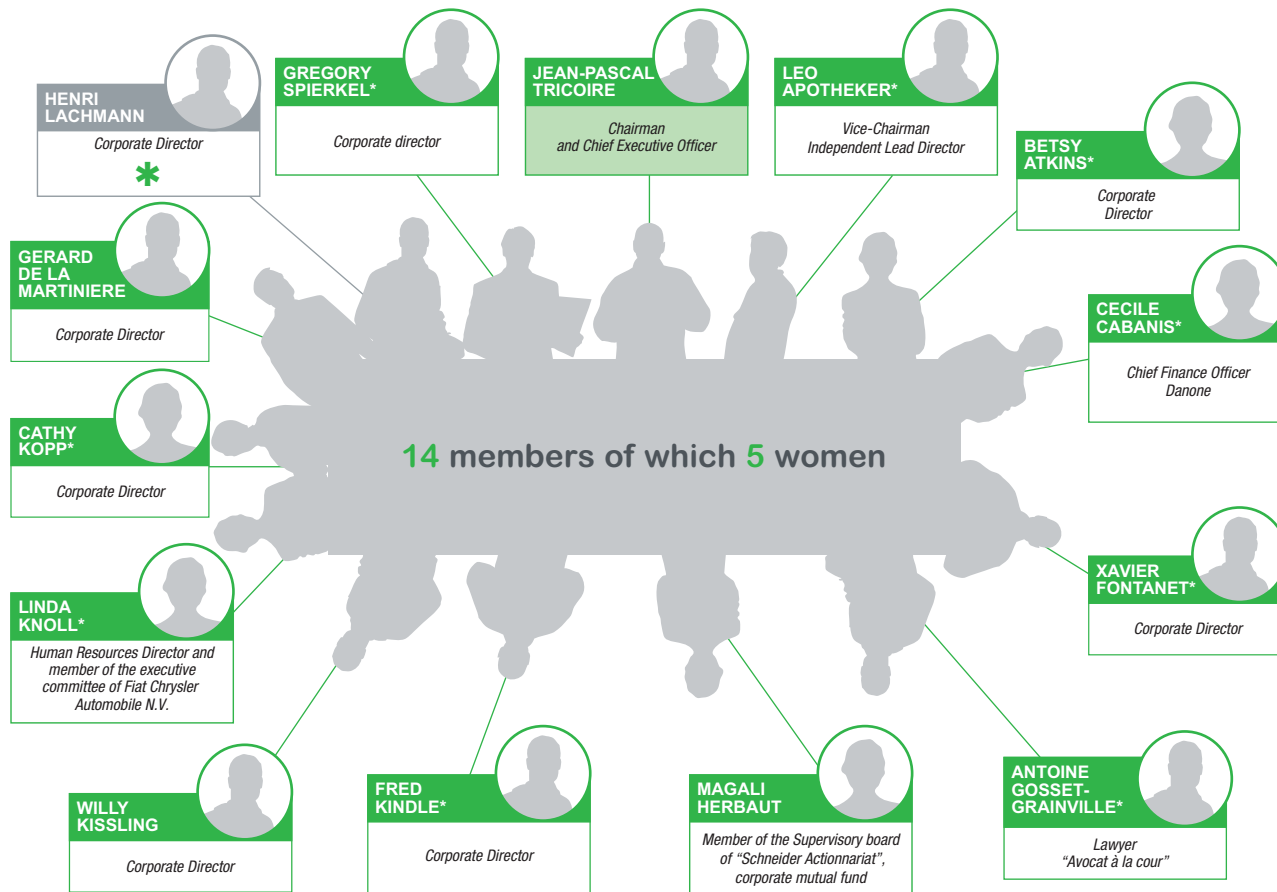 HENRI
LACHMANN
Corporate Director
*
GREGORY
SPIERKEL*
Corporate director
JEAN-PASCAL
TRICOIRE
Chairman
and Chief Executive Officer
LEO
APOTHEKER*
Vice-Chairman
Independent Lead Director
BETSY
ATKINS*
Corporate
Director
GERARD
DE LA
MARTINIERE
Corporate Director
CECILE
CABANIS*
Chief Finance Officer
Danone
CATHY
KOPP*
Corporate Director
14 members of which 5 women
XAVIER
FONTANET*
Corporate Director
LINDA
KNOLL*
Human Resources Director and
member of the executive
committee of Fiat Chrysler
Automobile N.V.
WILLY
KISSLING
Corporate Director
FRED
KINDLE*
Corporate Director
MAGALI
HERBAUT
Member of the Supervisory board
of “Schneider Actionnariat”,
corporate mutual fund
ANTOINE
GOSSET-
GRAINVILLE*
Lawyer
“Avocat à la cour”